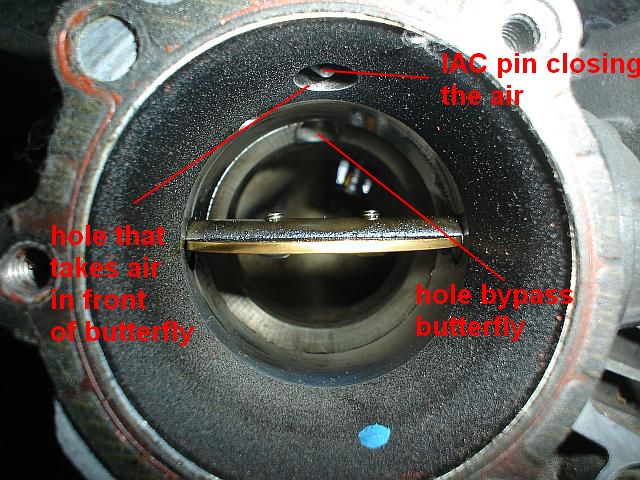 IAC pin closing
the air
hole that
takes air
in front
of butterfly
hole bypass
butterfly